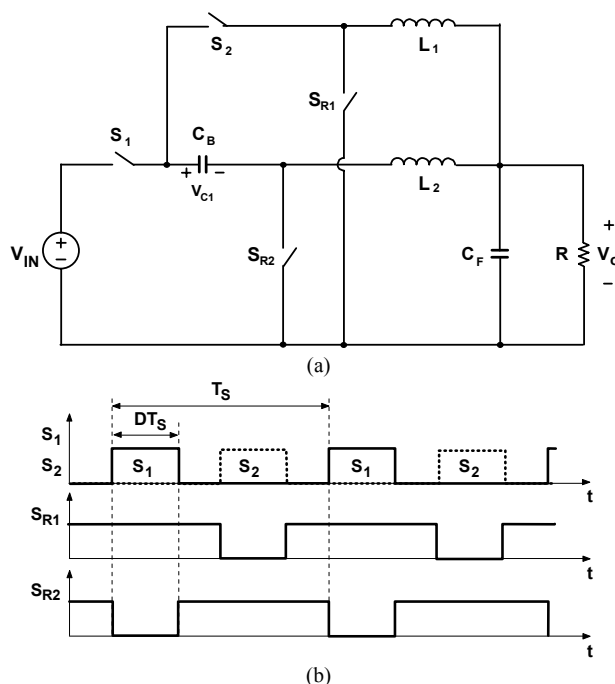 S2
L1
SR1
S1
CB
+ −
VC1
L2
VIN
+
−
SR2
CF
R
+
VO
−
(a)
TS
DTS
S1
S2
S1 S2 S1 S2
t
SR1
t
SR2
t
(b)